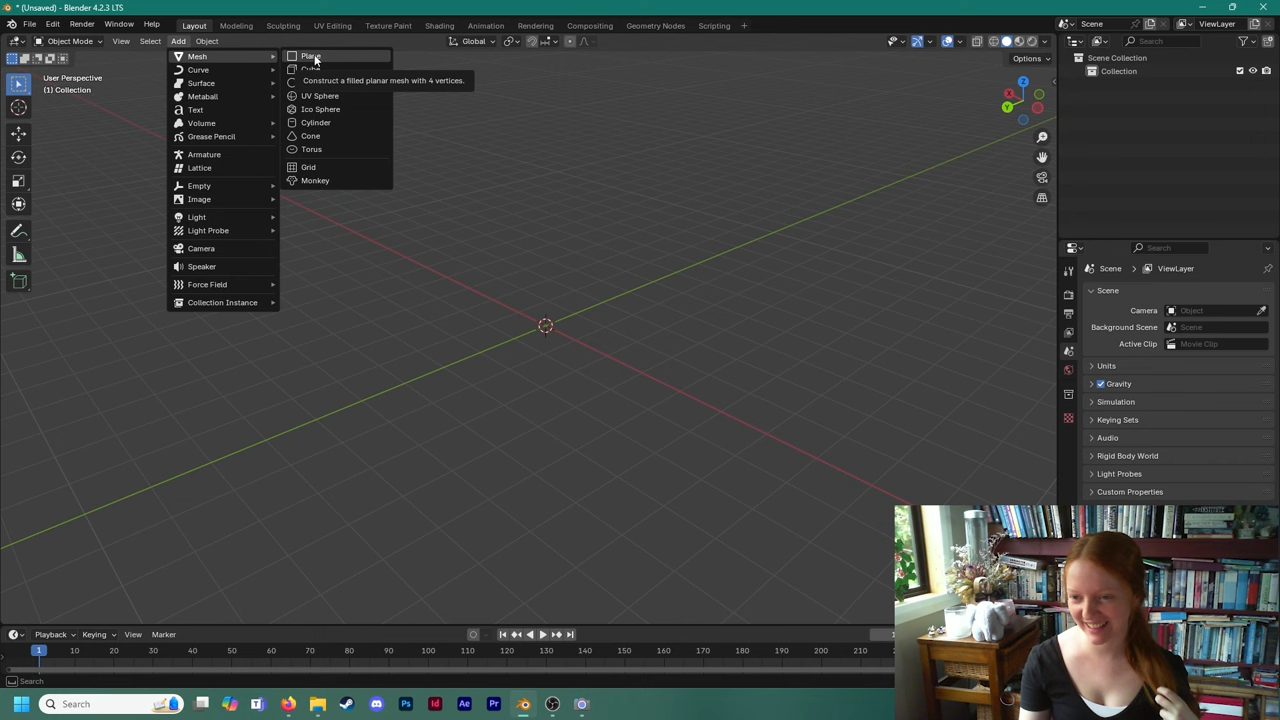 * (Unsaved) - Blender 4.2.3 LTS
File Edit Render Window Help Layout Modeling Sculpting UV Editing Texture Paint Shading Animation Rendering Compositing Geometry Nodes Scripting + Scene ViewLayer
Object Mode View Select Add Object Global Search
Options
User Perspective
(1) Collection
Mesh
Curve
Surface
Metaball
Text
Volume
Grease Pencil
Armature
Lattice
Empty
Image
Light
Light Probe
Camera
Speaker
Force Field
Collection Instance
Construct a filled planar mesh with 4 vertices.
UV Sphere
Ico Sphere
Cylinder
Cone
Torus
Grid
Monkey
Z
Y
Scene Collection
Collection
Search
Scene > ViewLayer
Scene
Camera Object
Background Scene Scene
Active Clip Movie Clip
Units
Gravity
Simulation
Keying Sets
Audio
Rigid Body World
Light Probes
Custom Properties
Playback Keying View Marker
1 10 20 30 40 50 60 70 80 90 100 110 120 130 140 150 160 170 180 190 200 210
Search
Search Ps Id Ae Pr